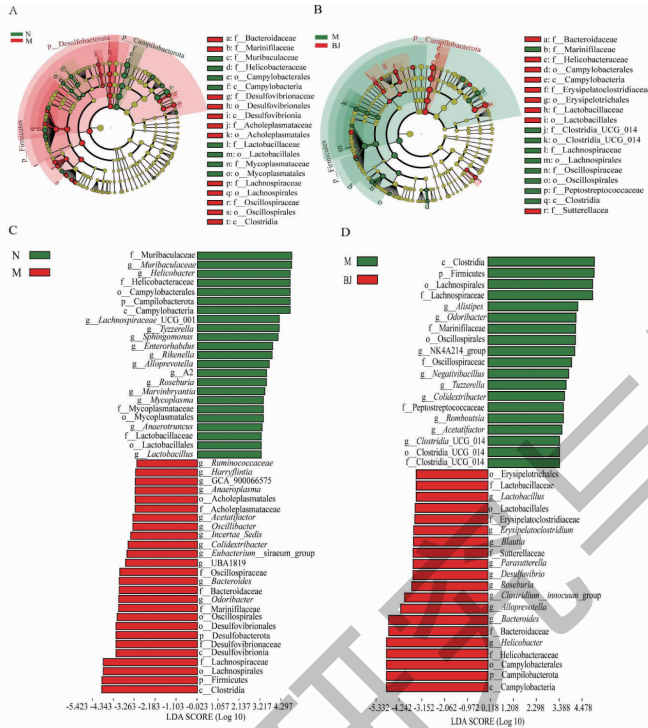 A
N
M
p__Desulfobacterota
p__Campilobacterota
p__Firmicutes
a: f__Bacteroidaceae
b: f__Marinifilaceae
c: f__Muribaculaceae
d: f__Helicobacteraceae
e: o__Campylobacterales
f: c__Campylobacteria
g: f__Desulfovibrionaceae
h: o__Desulfovibrionales
i: c__Desulfovibrionia
j: f__Acholeplasmataceae
k: o__Acholeplasmatales
l: f__Lactobacillaceae
m: o__Lactobacillales
n: f__Mycoplasmataceae
o: o__Mycoplasmatales
p: f__Lachnospiraceae
q: o__Lachnospirales
r: f__Oscillospiraceae
s: o__Oscillospirales
t: c__Clostridia
B
M
BJ
p__Campilobacterota
p__Firmicutes
a: f__Bacteroidaceae
b: f__Marinifilaceae
c: f__Helicobacteraceae
d: o__Campylobacterales
e: c__Campylobacteria
f: f__Erysipelatoclostridiaceae
g: o__Erysipelotrichales
h: f__Lactobacillaceae
i: o__Lactobacillales
j: f__Clostridia_UCG_014
k: o__Clostridia_UCG_014
l: f__Lachnospiraceae
m: o__Lachnospirales
n: f__Oscillospiraceae
o: o__Oscillospirales
p: f__Peptostreptococcaceae
q: c__Clostridia
r: f__Sutterellacea
C
N
M
f__Muribaculaceae
g__Muribaculaceae
g__Helicobacter
f__Helicobacteraceae
o__Campylobacterales
p__Campilobacterota
c__Campylobacteria
g__Lachnospiraceae_UCG_001
g__Tyzzerella
g__Sphingomonas
g__Enterorhabdus
g__Rikenella
g__Alloprevotella
g__A2
g__Roseburia
g__Marvinbryantia
g__Mycoplasma
f__Mycoplasmataceae
o__Mycoplasmatales
g__Anaerotruncus
f__Lactobacillaceae
o__Lactobacillales
g__Lactobacillus
g__Ruminococcaceae
g__Harryflintia
g__GCA_900066575
g__Anaeroplasma
o__Acholeplasmatales
f__Acholeplasmataceae
g__Acetatifactor
g__Oscillibacter
g__Incertae_Sedis
g__Colidextribacter
g__Eubacterium__siraeum_group
g__UBA1819
f__Oscillospiraceae
g__Bacteroides
f__Bacteroidaceae
g__Odoribacter
f__Marinifilaceae
o__Oscillospirales
o__Desulfovibrionales
p__Desulfobacterota
f__Desulfovibrionaceae
c__Desulfovibrionia
f__Lachnospiraceae
o__Lachnospirales
p__Firmicutes
c__Clostridia
-5.423 -4.343 -3.263 -2.183 -1.103 -0.023 1.057 2.137 3.217 4.297
LDA SCORE (Log 10)
D
M
BJ
c__Clostridia
p__Firmicutes
o__Lachnospirales
f__Lachnospiraceae
g__Alistipes
g__Odoribacter
f__Marinifilaceae
o__Oscillospirales
g__NK4A214_group
f__Oscillospiraceae
g__Negativibacillus
g__Tuzzerella
g__Colidextribacter
f__Peptostreptococcaceae
g__Romboutsia
g__Acetatifactor
g__Clostridia_UCG_014
o__Clostridia_UCG_014
f__Clostridia_UCG_014
o__Erysipelotrichales
f__Lactobacillaceae
g__Lactobacillus
o__Lactobacillales
f__Erysipelatoclostridiaceae
g__Erysipelatoclostridium
g__Blautia
f__Sutterellaceae
g__Parasutterella
g__Desulfovibrio
g__Roseburia
g__Clostridium_innocuum_group
g__Alloprevotella
g__Bacteroides
f__Bacteroidaceae
g__Helicobacter
f__Helicobacteraceae
o__Campylobacterales
p__Campilobacterota
c__Campylobacteria
-5.332 -4.242 -3.152 -2.062 -0.972 0.118 1.208 2.298 3.388 4.478
LDA SCORE (Log 10)